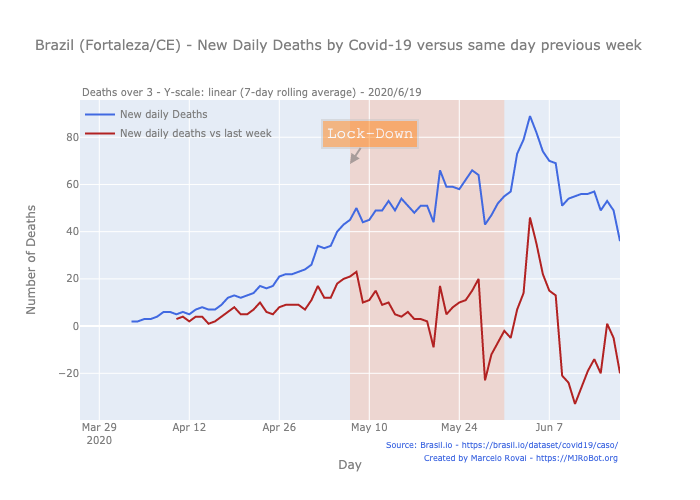 Brazil (Fortaleza/CE) - New Daily Deaths by Covid-19 versus same day previous week
Deaths over 3 - Y-scale: linear (7-day rolling average) - 2020/6/19
New daily Deaths
New daily deaths vs last week
Lock-Down
80
60
40
20
0
−20
Number of Deaths
Mar 29
2020
Apr 12
Apr 26
May 10
May 24
Jun 7
Day
Source: Brasil.io - https://brasil.io/dataset/covid19/caso/
Created by Marcelo Rovai - https://MJRoBot.org